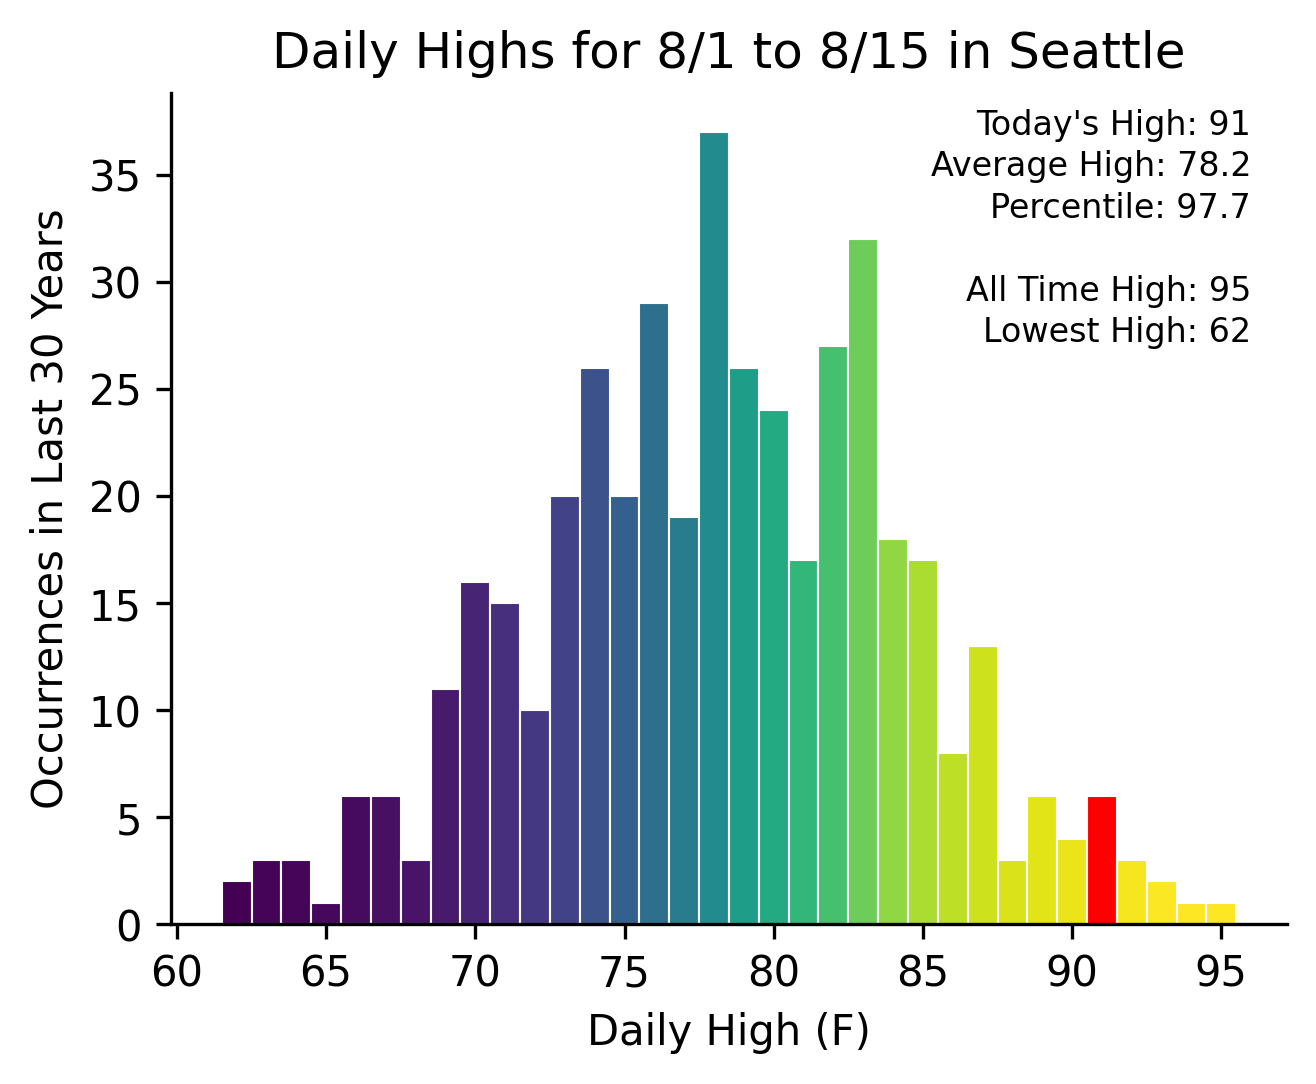 Daily Highs for 8/1 to 8/15 in Seattle
Today's High: 91
Average High: 78.2
Percentile: 97.7
All Time High: 95
Lowest High: 62
Occurrences in Last 30 Years
35
30
25
20
15
10
5
0
60 65 70 75 80 85 90 95
Daily High (F)